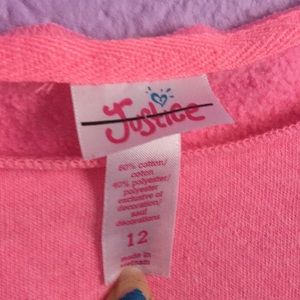 Justice
60% cotton/
coton
40% polyester/
polyester
exclusive of
decoration/
sauf
décorations
12
made in
vietnam